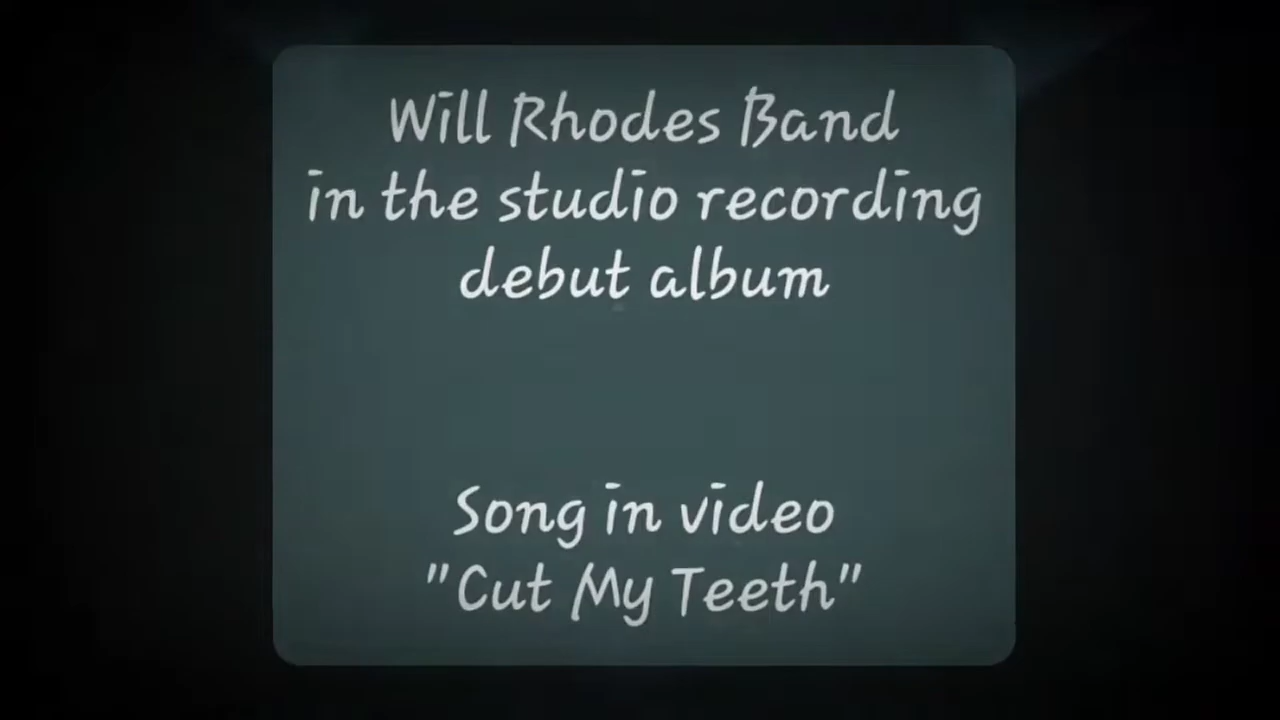 Will Rhodes Band
in the studio recording
debut album
Song in video
"Cut My Teeth"